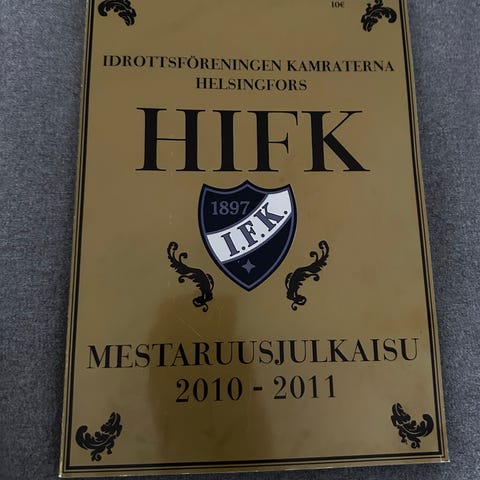 10€
IDROTTSFÖRENINGEN KAMRATERNA
HELSINGFORS
HIFK
1897
I.F.K.
MESTARUUSJULKAISU
2010 - 2011